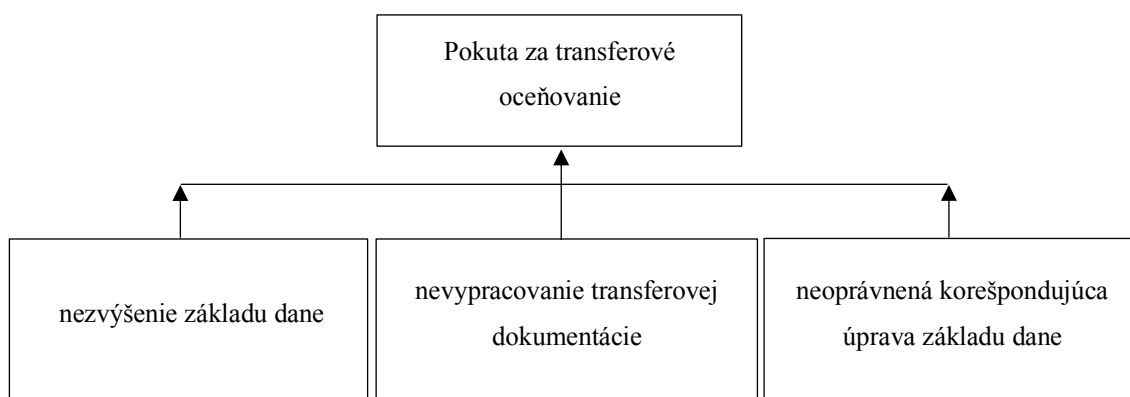 Pokuta za transferové
oceňovanie
nezvýšenie základu dane
nevypracovanie transferovej
dokumentácie
neoprávnená korešpondujúca
úprava základu dane